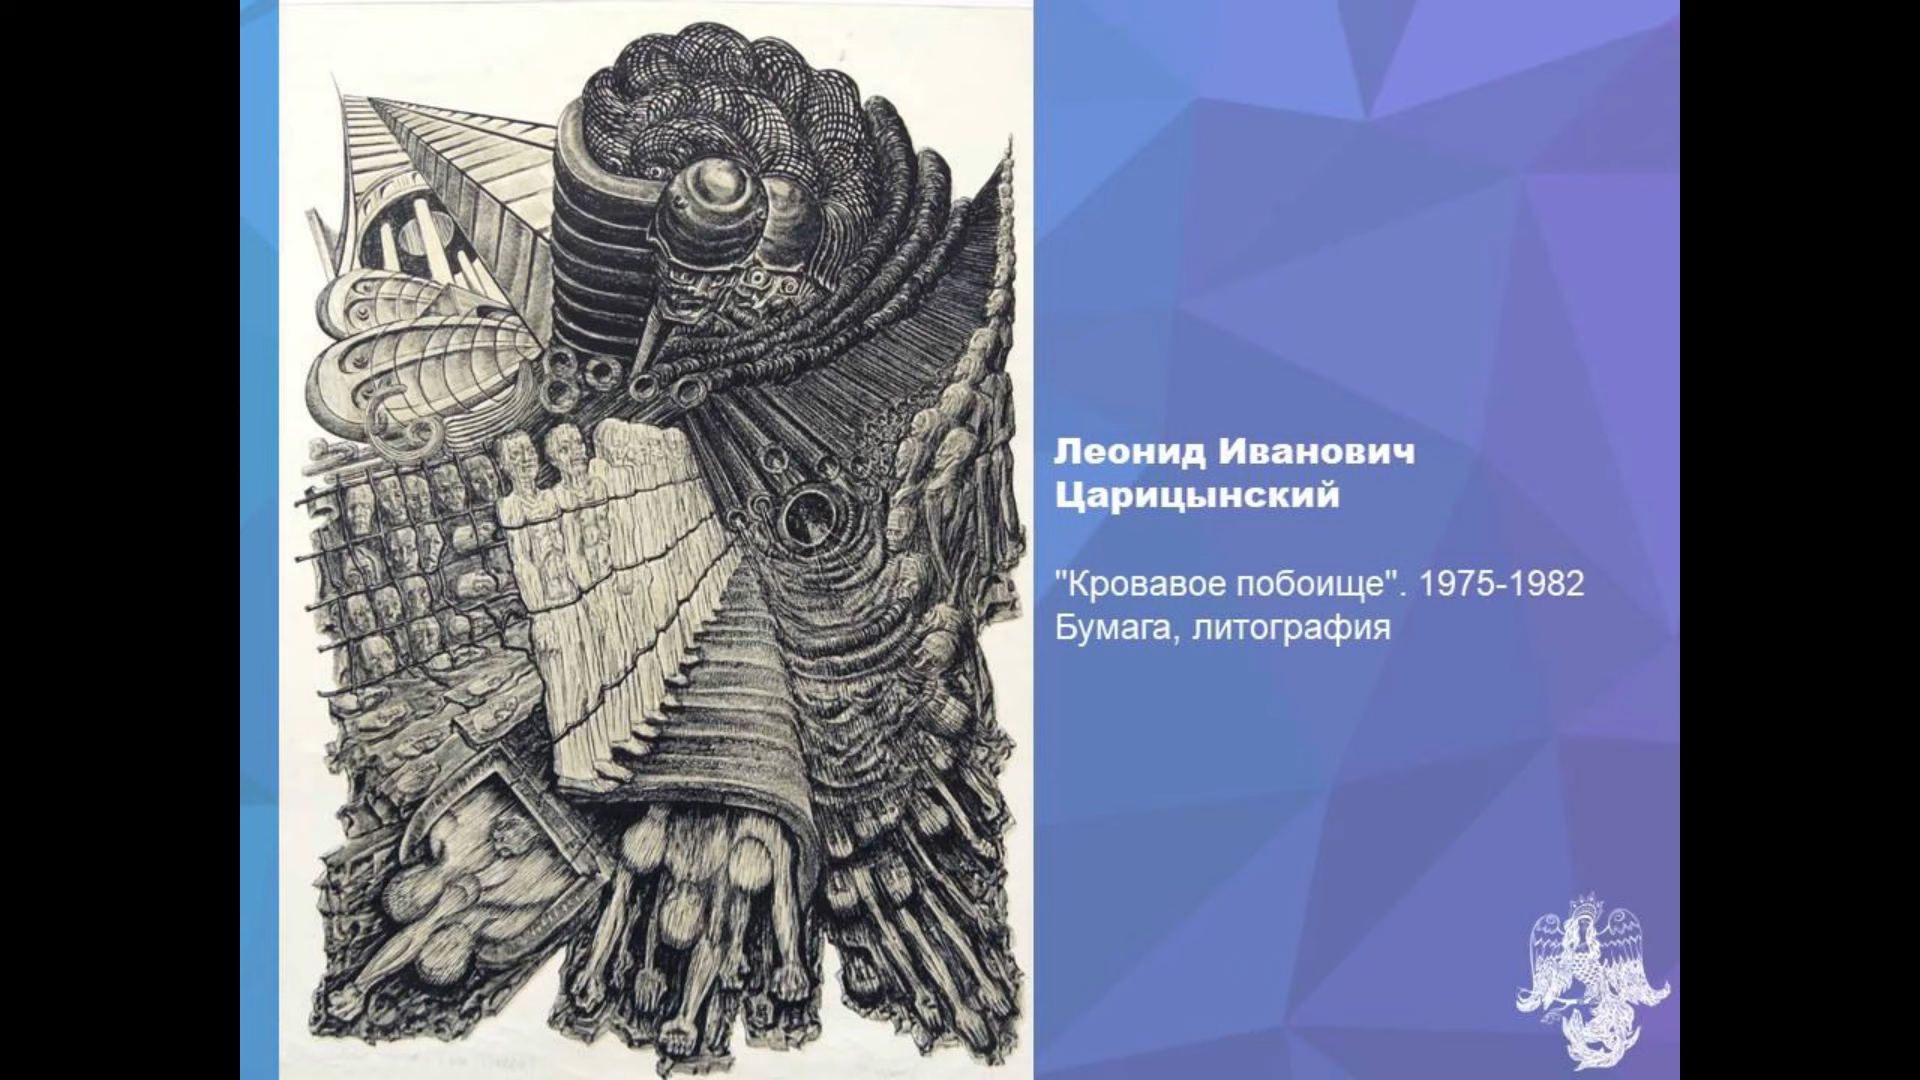 Леонид Иванович
Царицынский
"Кровавое побоище". 1975-1982
Бумага, литография